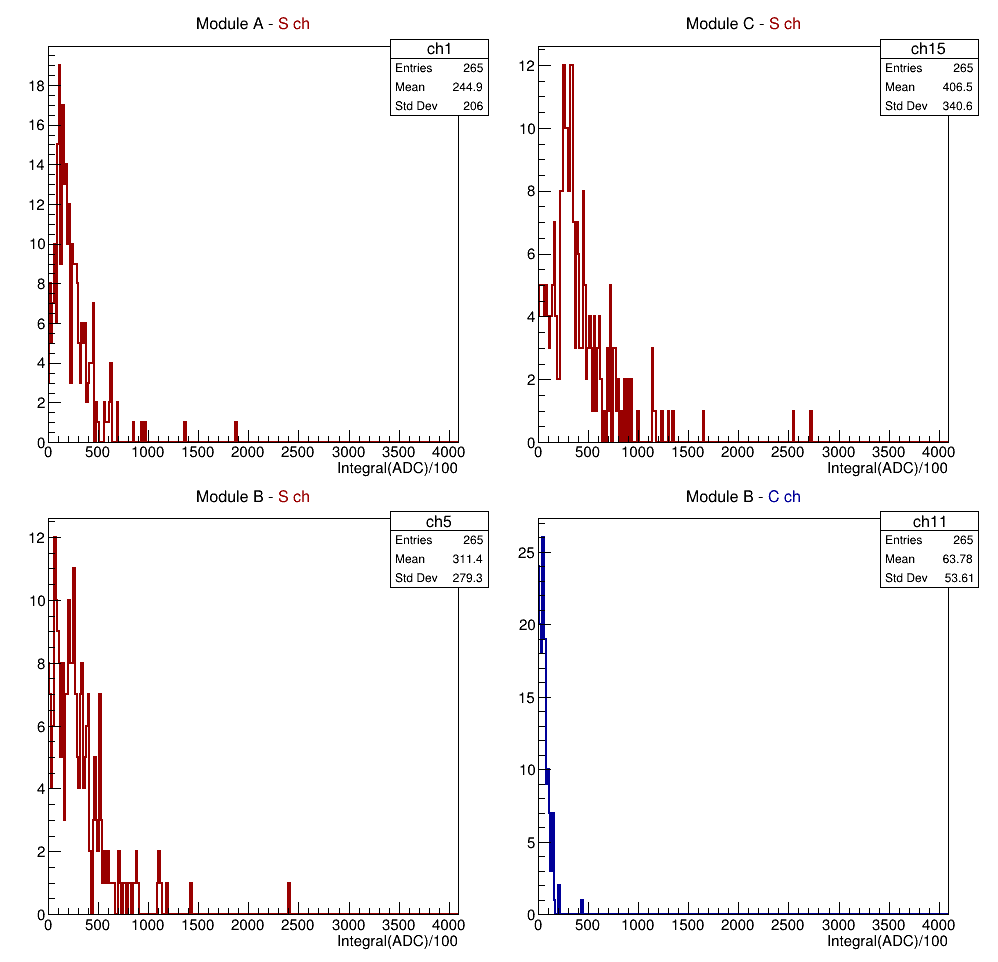 Module A - S ch
ch1
Entries 265
Mean 244.9
Std Dev 206
18
16
14
12
10
8
6
4
2
0
0 500 1000 1500 2000 2500 3000 3500 4000
Integral(ADC)/100
Module C - S ch
ch15
Entries 265
Mean 406.5
Std Dev 340.6
12
10
8
6
4
2
0
0 500 1000 1500 2000 2500 3000 3500 4000
Integral(ADC)/100
Module B - S ch
ch5
Entries 265
Mean 311.4
Std Dev 279.3
12
10
8
6
4
2
0
0 500 1000 1500 2000 2500 3000 3500 4000
Integral(ADC)/100
Module B - C ch
ch11
Entries 265
Mean 63.78
Std Dev 53.61
25
20
15
10
5
0
0 500 1000 1500 2000 2500 3000 3500 4000
Integral(ADC)/100